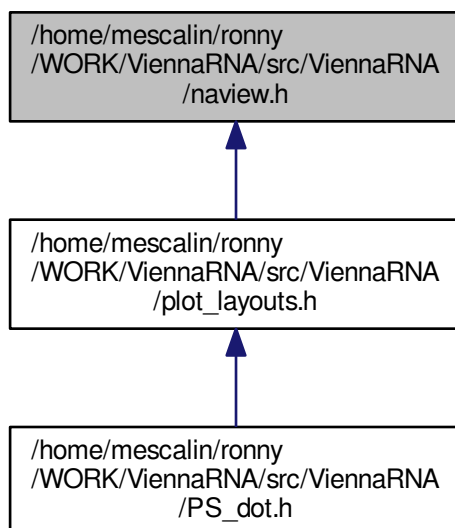 /home/mescalin/ronny
/WORK/ViennaRNA/src/ViennaRNA
/naview.h
/home/mescalin/ronny
/WORK/ViennaRNA/src/ViennaRNA
/plot_layouts.h
/home/mescalin/ronny
/WORK/ViennaRNA/src/ViennaRNA
/PS_dot.h